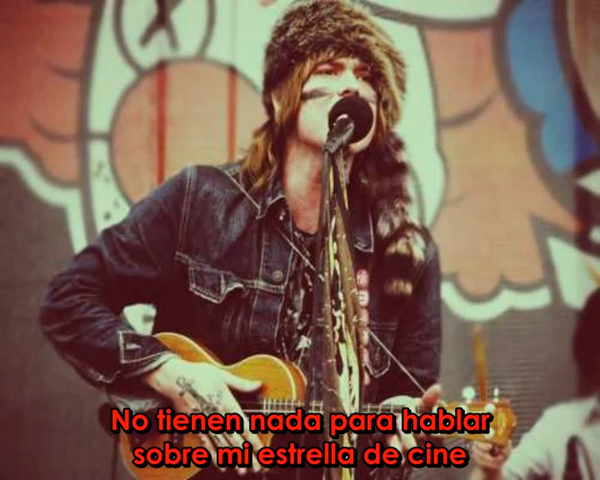 No tienen nada para hablar
sobre mi estrella de cine